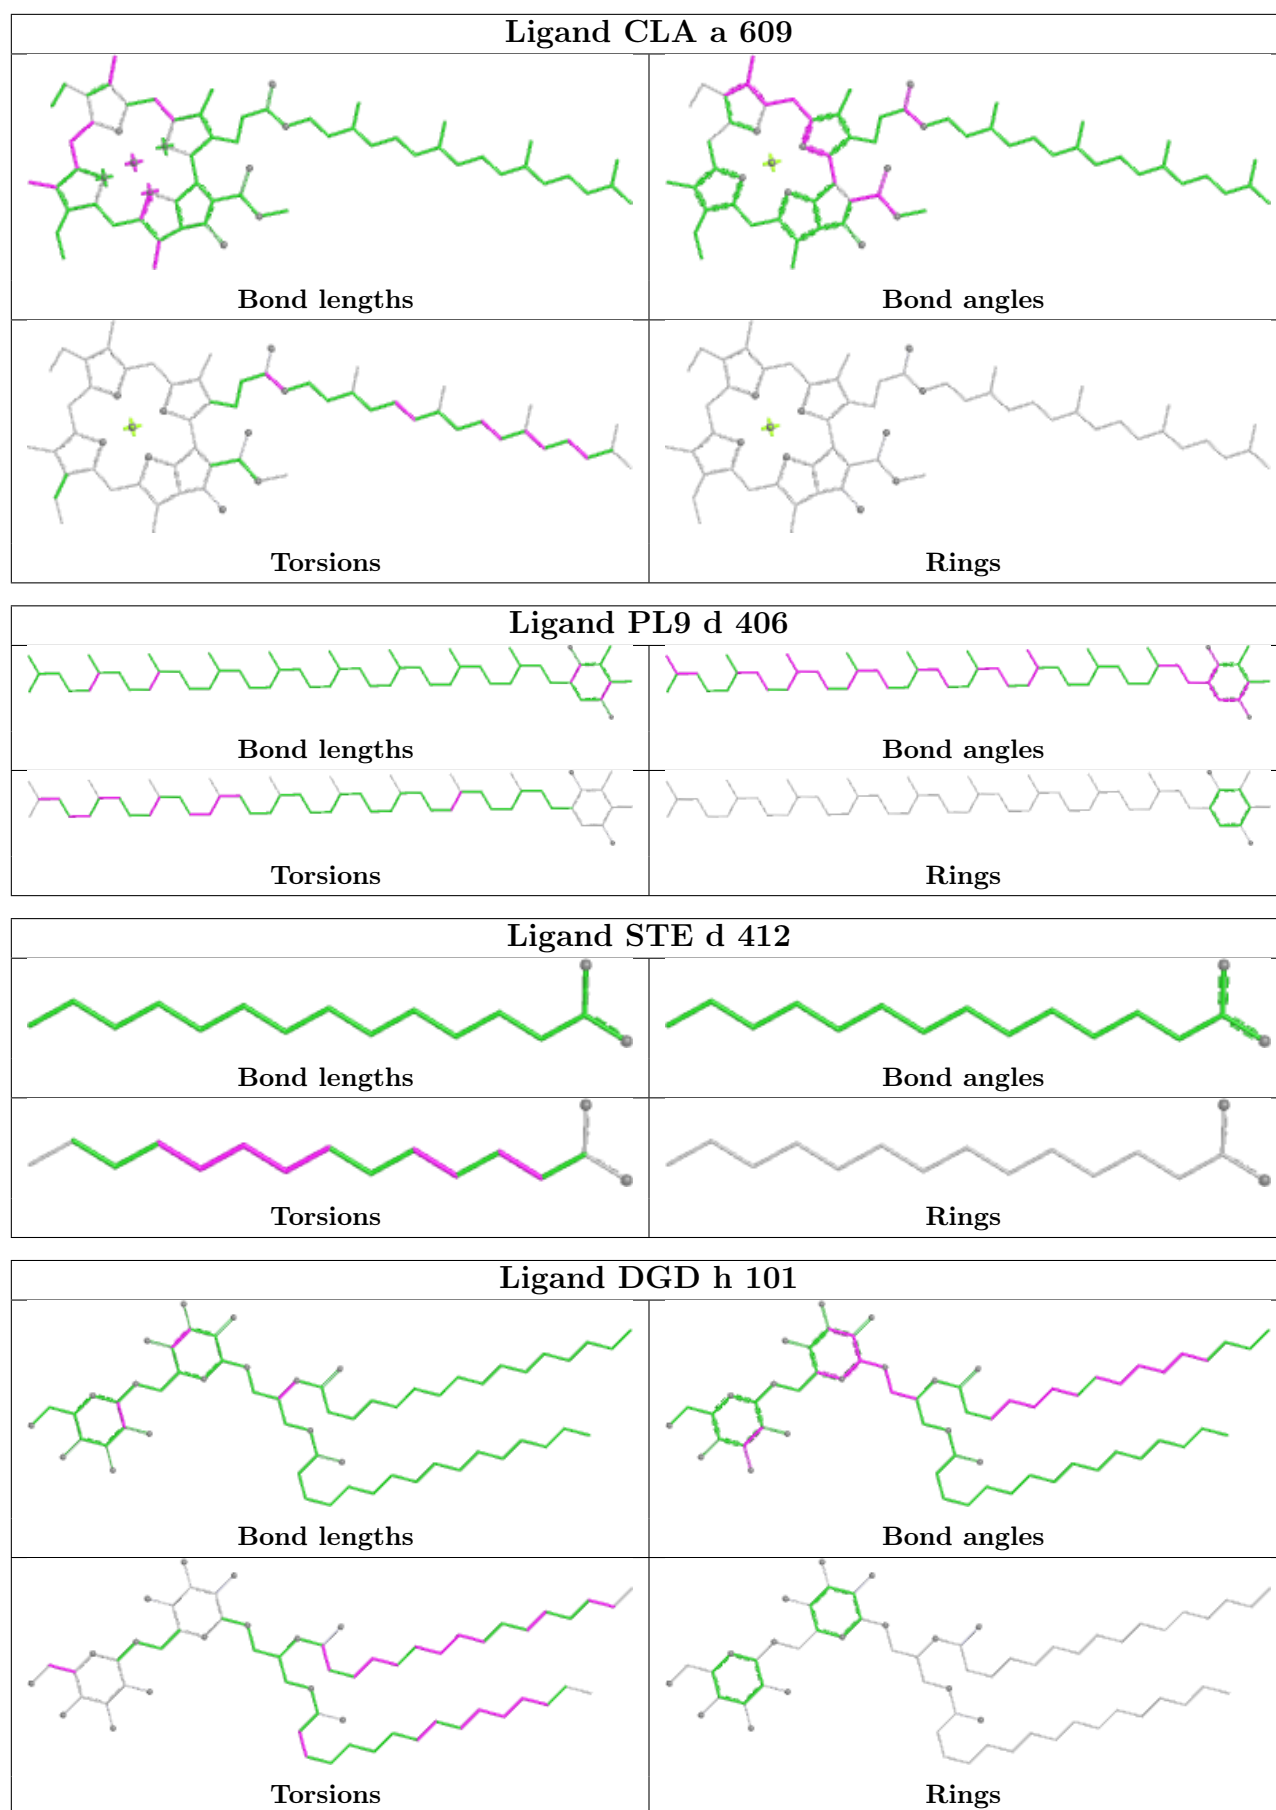 Ligand CLA a 609
Bond lengths
Bond angles
Torsions
Rings
Ligand PL9 d 406
Bond lengths
Bond angles
Torsions
Rings
Ligand STE d 412
Bond lengths
Bond angles
Torsions
Rings
Ligand DGD h 101
Bond lengths
Bond angles
Torsions
Rings